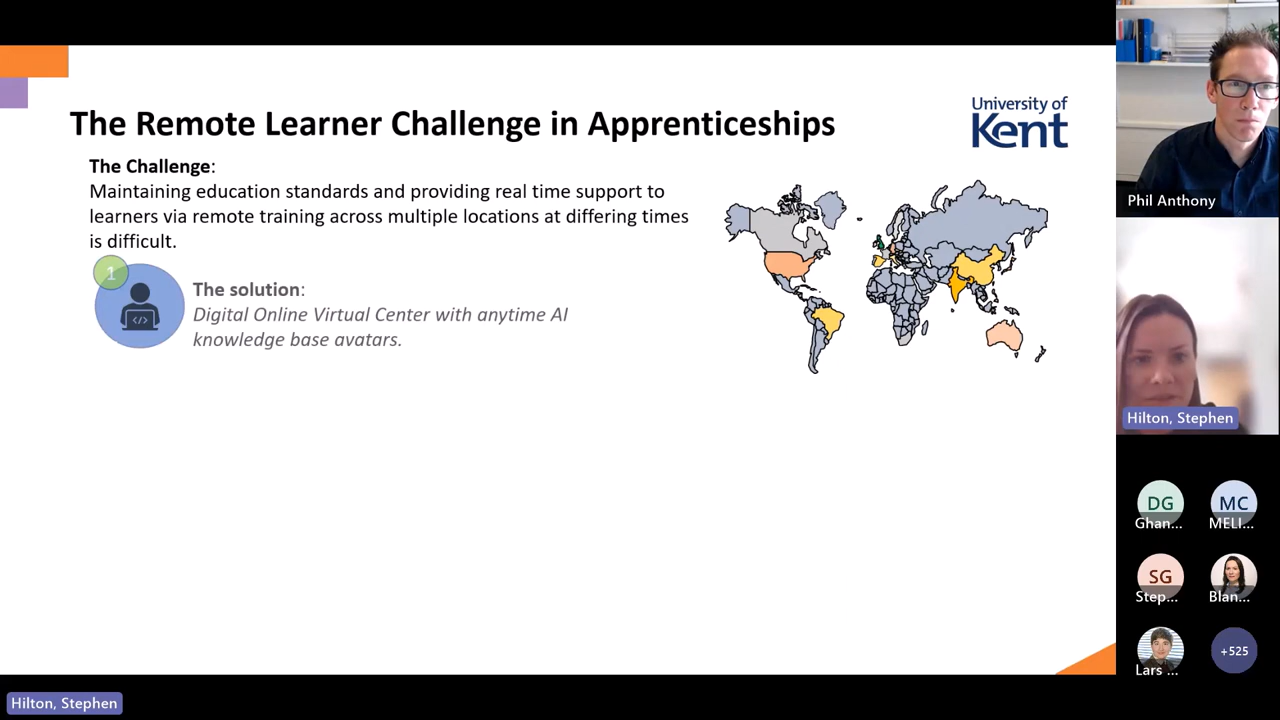 The Remote Learner Challenge in Apprenticeships
University of
Kent
The Challenge:
Maintaining education standards and providing real time support to
learners via remote training across multiple locations at differing times
is difficult.
1
</>
The solution:
Digital Online Virtual Center with anytime AI
knowledge base avatars.
Phil Anthony
Hilton, Stephen
DG
Ghan...
MC
MELI...
SG
Step...
Blan...
Lars ...
+525
Hilton, Stephen